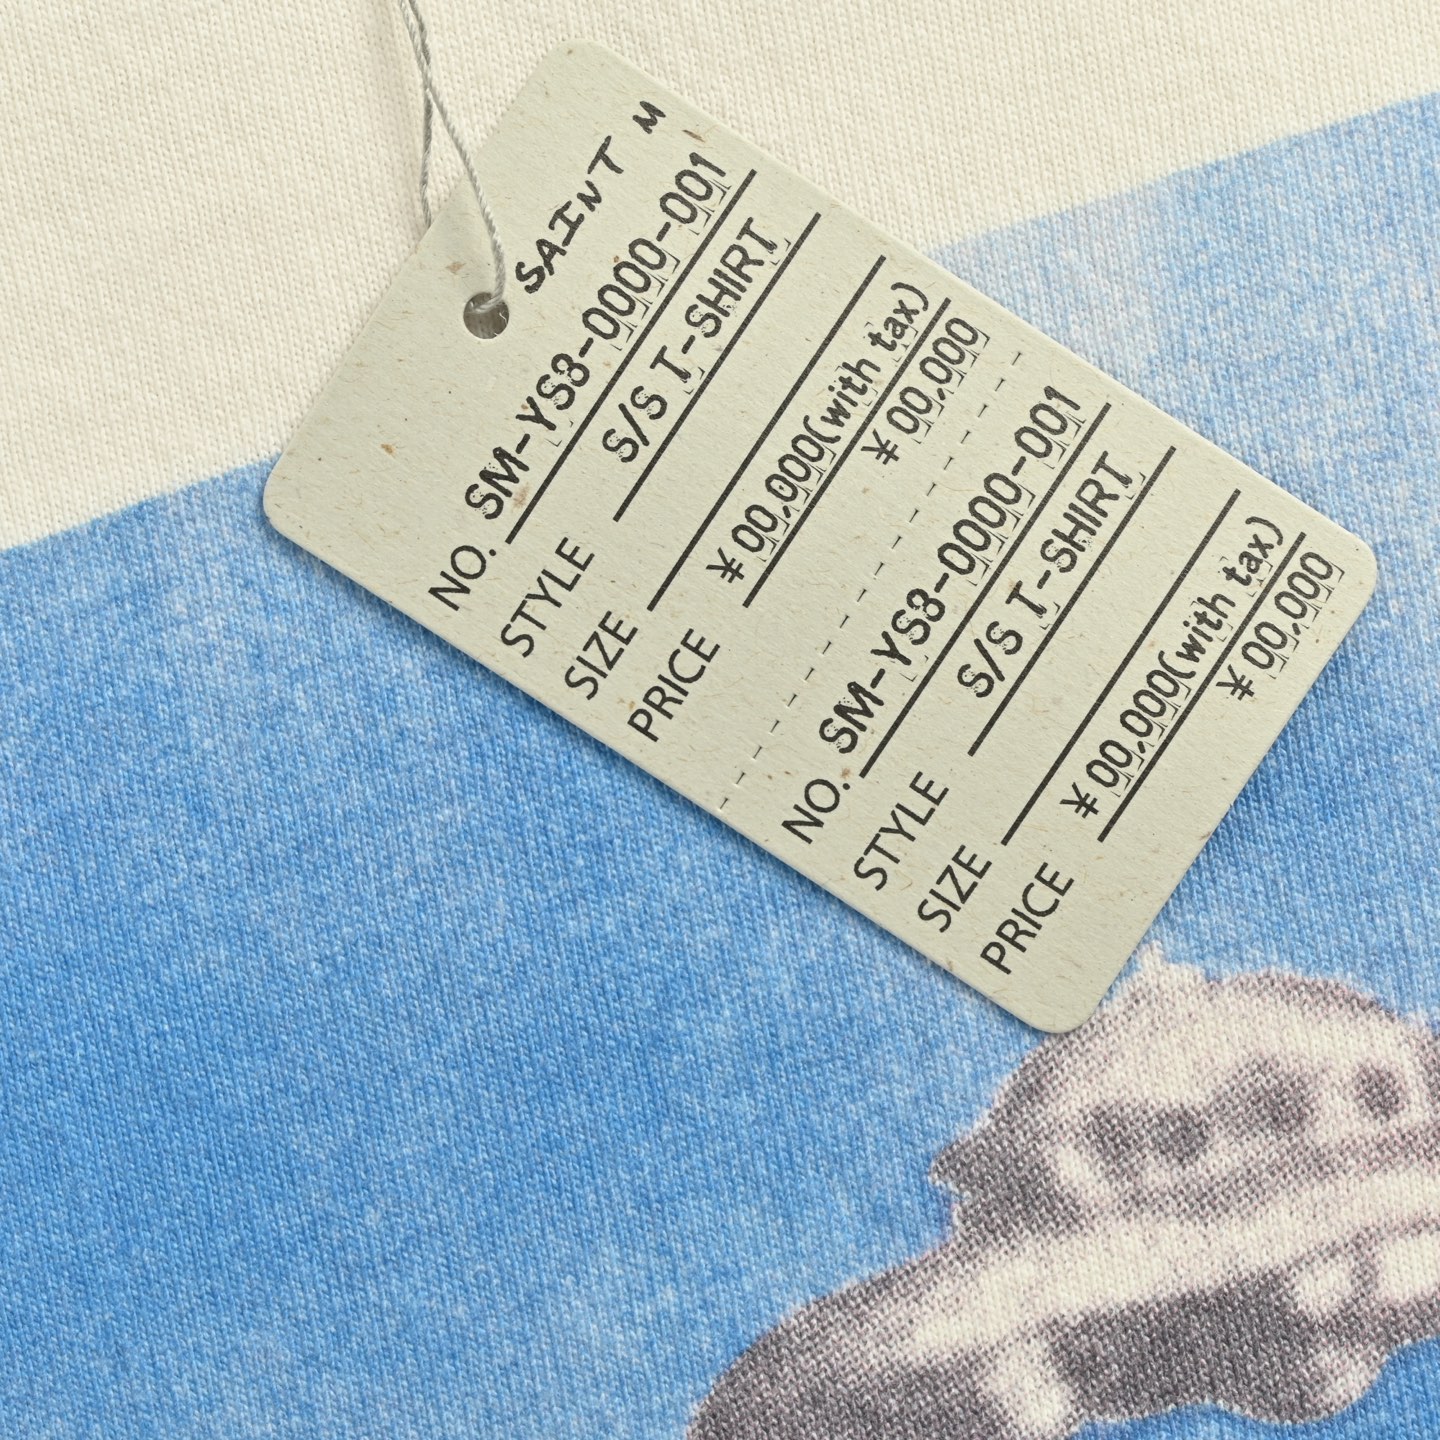 SAINT M
NO. SM-YS8-0000-001
STYLE S/S T-SHIRT
SIZE
PRICE ¥00,000(with tax)
¥00,000
NO. SM-YS8-0000-001
STYLE S/S T-SHIRT
SIZE
PRICE ¥00,000(with tax)
¥00,000